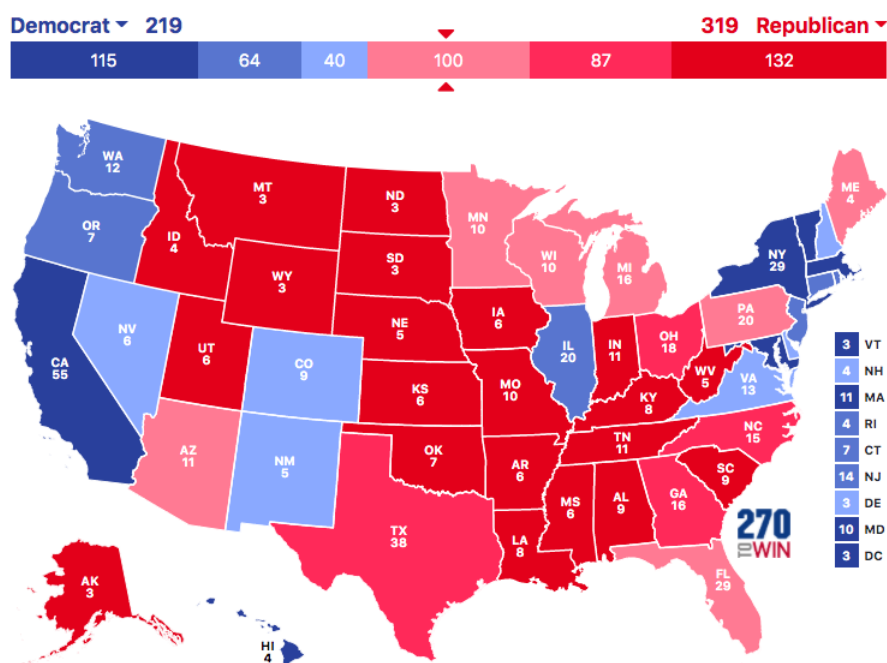 Democrat 219
319 Republican
115 64 40 100 87 132
WA
12
OR
7
CA
55
NV
6
ID
4
MT
3
WY
3
UT
6
AZ
11
CO
9
NM
5
ND
3
SD
3
NE
5
KS
6
OK
7
TX
38
MN
10
IA
6
MO
10
AR
6
LA
8
WI
10
IL
20
MI
16
IN
11
OH
18
KY
8
TN
11
MS
6
AL
9
GA
16
FL
29
SC
9
NC
15
VA
13
WV
5
PA
20
NY
29
ME
4
AK
3
HI
4
3 VT
4 NH
11 MA
4 RI
7 CT
14 NJ
3 DE
10 MD
3 DC
270
TO WIN